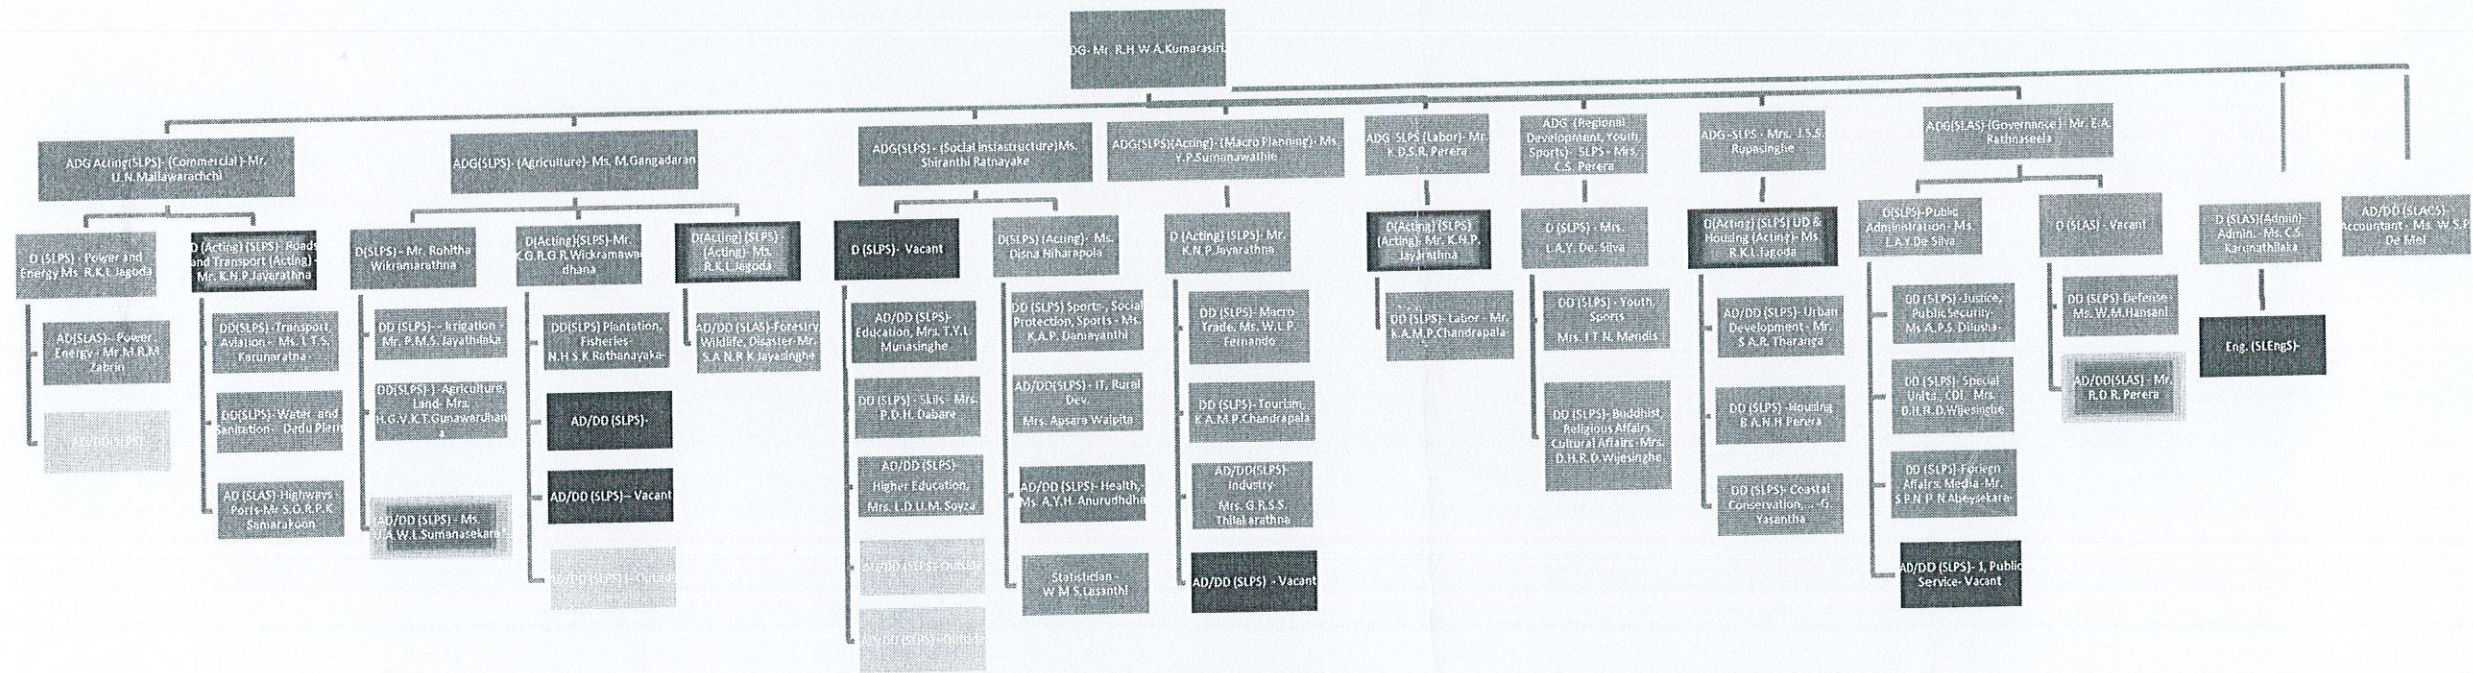 DG- Mr. R.H W A.Kumarasiri.
ADG Acting(SLPS)- (Commercial)-Mr.
U.N.Mallawarachchi
ADG(SLPS)- (Agriculture)- Ms. M.Gangadaran
ADG(SLPS)- (Social Insiastructure)Ms.
Shiranthi Ratnayake
ADG(SLPS)(Acting)- (Macro Planning)- Ms.
Y.P.Sumanawathie
ADG -SLPS (Labor)- Mr.
K.D.S.R. Perera
ADG -(Regional
Development, Youth,
Sports)- SLPS - Mrs.
C.S. Perera
ADG -SLPS - Mrs. J.S.S.
Rupasinghe
ADG(SLAS)-(Governance)- Mr. E.A.
Rathnaseela
D (SLPS) - Power and
Energy Ms. R.K.L.Jagoda
D (Acting) (SLPS)- Roads
and Transport (Acting) -
Mr. K.N.P.Jayarathna
D(SLPS) - Mr. Rohitha
Wikramarathna
D(Acting)(SLPS)-Mr.
K.G.R.G.R.Wickramawar
dhana
D(Acting) (SLPS) -
(Acting)- Ms.
R.K.L.Jagoda
D (SLPS)- Vacant
D(SLPS) (Acting)- Ms.
Disna Niharapola
D (Acting)(SLPS)- Mr.
K.N.P.Jayarathna
D(Acting) (SLPS)
(Acting)- Mr. K.N.P.
Jayarathna
D (SLPS) - Mrs.
L.A.Y. De. Silva
D(Acting) (SLPS) UD &
Housing (Acting)- Ms
R.K.L.Jagoda
D(SLPS)-Public
Administration - Ms.
L.A.Y.De Silva
D (SLAS) - Vacant
D (SLAS)(Admin)-
Admin. - Ms. C.S.
Karunathilaka
AD/DD (SLACS)-
Accountant - Ms. W.S.P.
De Mel
AD(SLAS)- -Power ,
Energy - Mr.M.R.M
Zabrin
AD/DD(SLPS)
DD(SLPS) -Transport,
Aviation - Ms. L.T.S.
Karunaratna -
DD(SLPS)-Water and
Sanitation - Dadu Pieris
AD (SLAS)-Highways -
Ports-Mr S.G.R.P.K
Samarakoon
DD (SLPS)- - Irrigation -
Mr. P.M.S. Jayathilaka
DD(SLPS)- )-Agriculture,
Land- Mrs.
H.G.V.K.T.Gunawardhan
a
AD/DD (SLPS) - Ms.
U.A.W.L.Sumanasekara
DD(SLPS) Plantation,
Fisheries-
N.H.S.K.Rathanayaka-
AD/DD (SLPS)-
AD/DD (SLPS)-- Vacant
AD/DD (SLPS) (- Outside
AD/DD (SLAS)-Forestry,
Wildlife, Disaster-Mr.
S.A N.R K Jayasinghe
AD/DD (SLPS)-
Education, Mrs. T.Y.I.
Munasinghe
DD (SLPS) - Skils - Mrs.
P.D.H. Dabare
AD/DD (SLPS)
Higher Education,
Mrs. L.D.U.M. Soyza
AD/DD (SLPS)-Outside
AD/DD (SLPS)-Outside
DD (SLPS) Sports-, Social
Protection, Sports - Ms.
K.A.P. Damayanthi
AD/DD(SLPS) - IT, Rural
Dev.
Mrs. Apsara Walpita
AD/DD (SLPS) - Health,-
Ms. A.Y.H. Anurudhdha
Statistician -
W M S.Lasanthi
DD (SLPS)- Macro
Trade, Ms. W.L.P.
Fernando
DD (SLPS)-Tourism,
K.A.M.P.Chandrapala
AD/DD(SLPS)-
Industry-
Mrs. G.R.S.S.
Thilakarathna
AD/DD (SLPS) - Vacant
DD (SLPS)- Labor - Mr.
K.A.M.P.Chandrapala
DD (SLPS) - Youth,
Sports
Mrs. I T N. Mendis
DD (SLPS)- Buddhist,
Religious Affairs,
Cultural Affairs -Mrs.
D.H.R.D.Wijesinghe
AD/DD (SLPS)- Urban
Development - Mr.
S A.R. Tharanga
DD (SLPS) -Housing
B A.N.H Perera
DD (SLPS)- Coastal
Conservation,... -G.
Yasantha
DD (SLPS) -Justice,
Public Security-
Ms A.P.S. Dilusha-
DD (SLPS)- Special
Units., CDI - Mrs.
D.H.R.D.Wijesinghe
DD (SLPS)-Foriegn
Affairs, Media -Mr.
S.P.N P N Abeysekara-
AD/DD (SLPS)- 1, Public
Service- Vacant
DD (SLPS) Defense -
Ms. W.M.Hansani
AD/DD(SLAS) - Mr.
R.D.R. Perera
Eng. (SLEngS)-